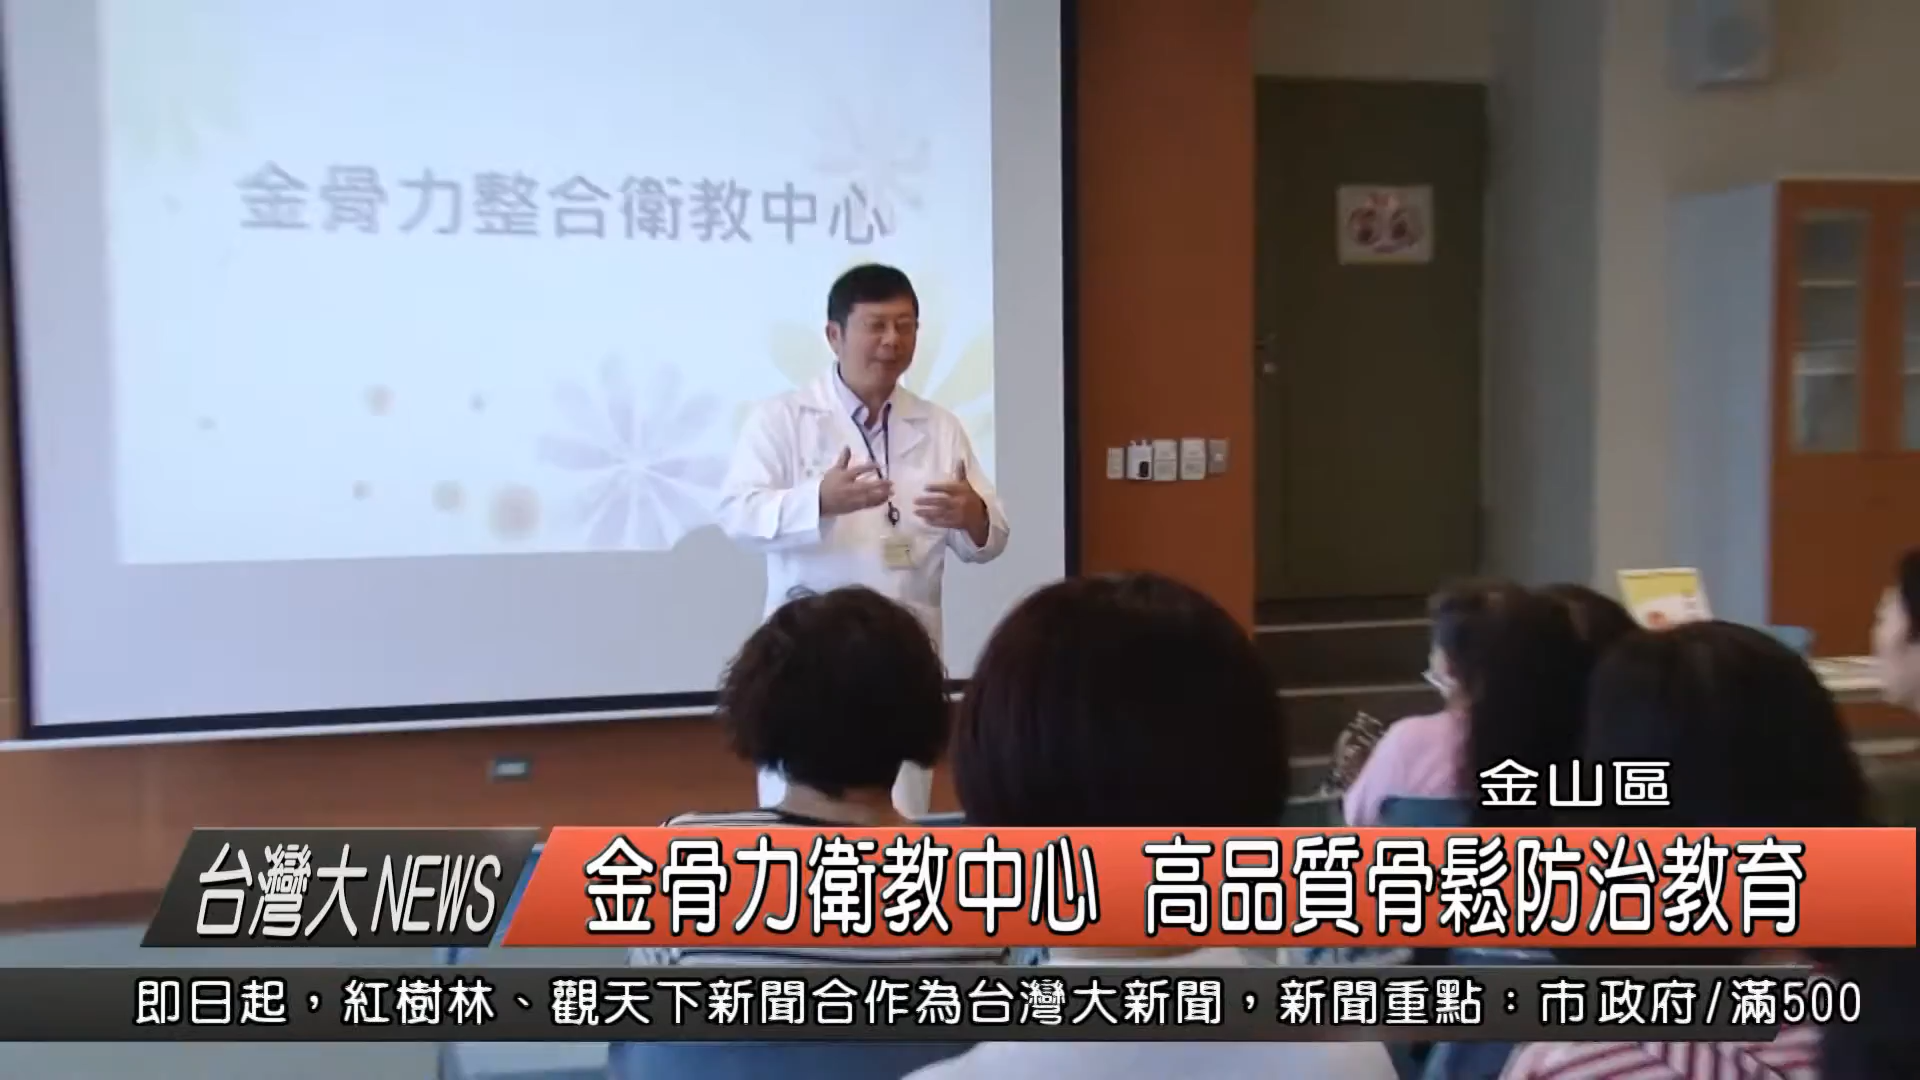 金骨力整合衛教中心
金山區
台灣大NEWS
金骨力衛教中心 高品質骨鬆防治教育
即日起，紅樹林、觀天下新聞合作為台灣大新聞，新聞重點：市政府/滿500